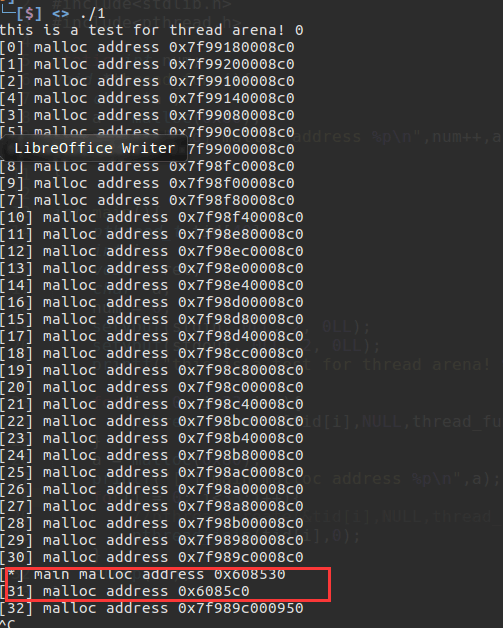 #include<stdlib.h>
[$] <> ./1
this is a test for thread arena! 0
[0] malloc address 0x7f99180008c0
[1] malloc address 0x7f99200008c0
[2] malloc address 0x7f99100008c0
[4] malloc address 0x7f99140008c0
[3] malloc address 0x7f99080008c0
malloc address 0x7f990c0008c0
LibreOffice Writer 7f99000008c0
[8] malloc address 0x7f98fc0008c0
[9] malloc address 0x7f98f00008c0
[7] malloc address 0x7f98f80008c0
[10] malloc address 0x7f98f40008c0
[11] malloc address 0x7f98e80008c0
[12] malloc address 0x7f98ec0008c0
[13] malloc address 0x7f98e00008c0
[14] malloc address 0x7f98e40008c0
[16] malloc address 0x7f98d00008c0
[15] malloc address 0x7f98d80008c0
[17] malloc address 0x7f98d40008c0
[18] malloc address 0x7f98cc0008c0
[19] malloc address 0x7f98c80008c0
[20] malloc address 0x7f98c00008c0
[21] malloc address 0x7f98c40008c0
[22] malloc address 0x7f98bc0008c0
[23] malloc address 0x7f98b40008c0
[24] malloc address 0x7f98b80008c0
[25] malloc address 0x7f98ac0008c0
[26] malloc address 0x7f98a00008c0
[27] malloc address 0x7f98a80008c0
[28] malloc address 0x7f98b00008c0
[29] malloc address 0x7f98980008c0
[30] malloc address 0x7f989c0008c0
[*] main malloc address 0x608530
[31] malloc address 0x6085c0
[32] malloc address 0x7f989c000950
^C